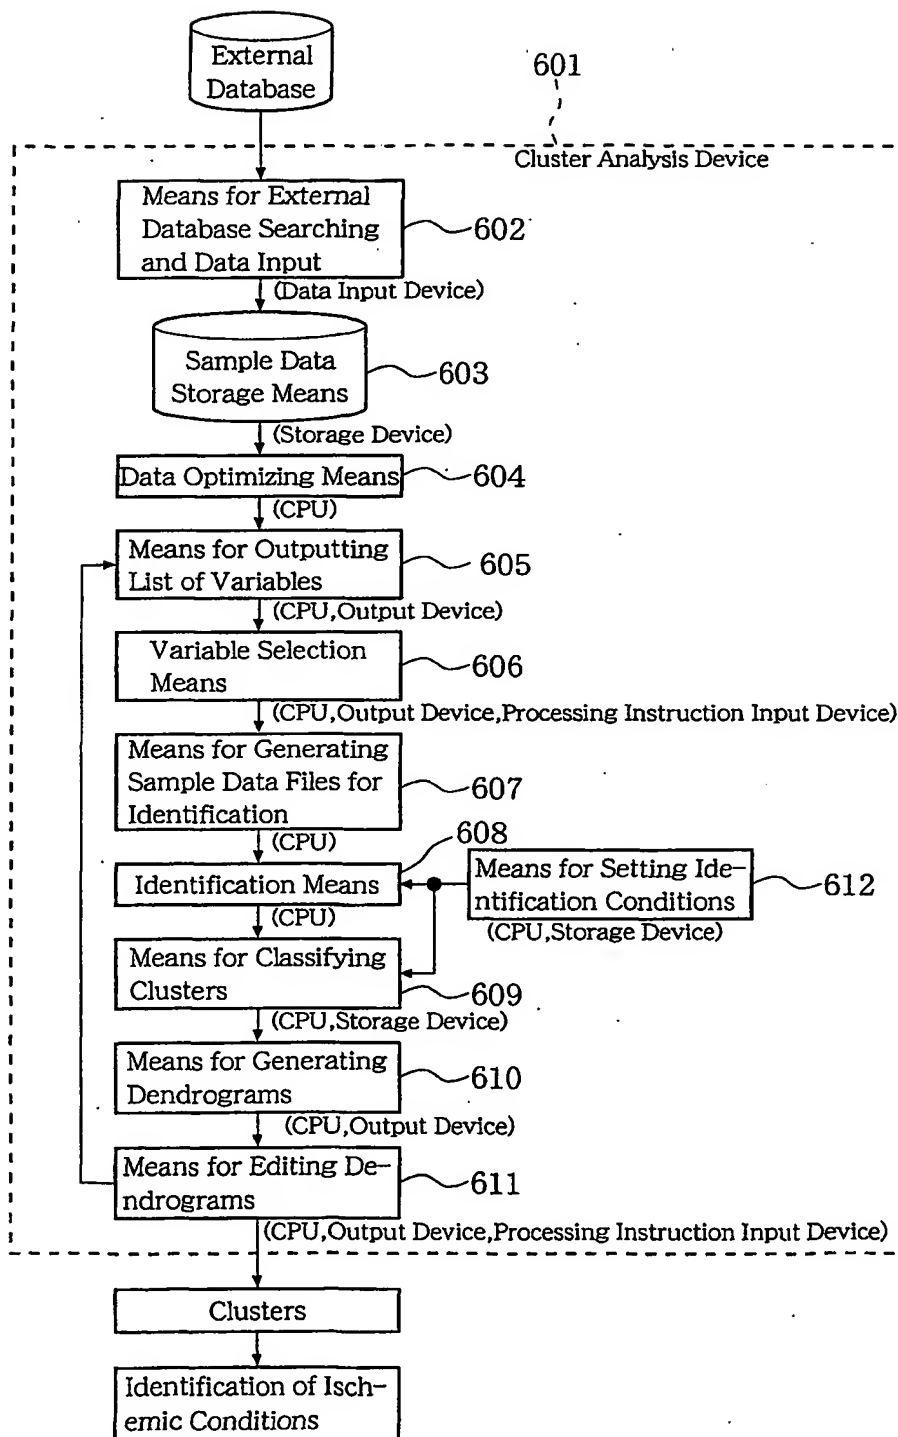 External
Database
601
Cluster Analysis Device
Means for External
Database Searching
and Data Input
602
(Data Input Device)
Sample Data
Storage Means
603
(Storage Device)
Data Optimizing Means
604
(CPU)
Means for Outputting
List of Variables
605
(CPU,Output Device)
Variable Selection
Means
606
(CPU,Output Device,Processing Instruction Input Device)
Means for Generating
Sample Data Files for
Identification
607
(CPU)
608
Identification Means
Means for Setting Ide-
ntification Conditions
612
(CPU)
(CPU,Storage Device)
Means for Classifying
Clusters
609
(CPU,Storage Device)
Means for Generating
Dendrograms
610
(CPU,Output Device)
Means for Editing De-
ndrograms
611
(CPU,Output Device,Processing Instruction Input Device)
Clusters
Identification of Isch-
emic Conditions